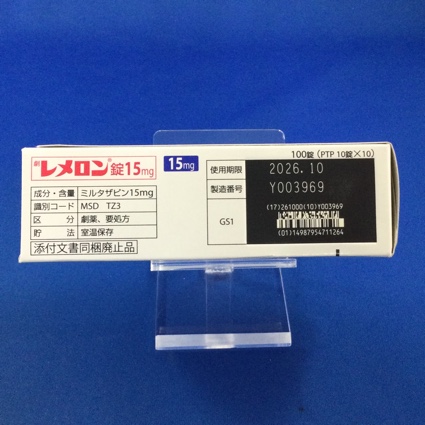 劇 レメロン®錠15mg
15mg
成分・含量 ミルタザピン15mg
識別コード MSD TZ3
区分 劇薬、要処方
貯法 室温保存
添付文書同梱廃止品
100錠 (PTP 10錠×10)
使用期限 2026.10
製造番号 Y003969
GS1
(17)261000(10)Y003969
(01)14987954711264